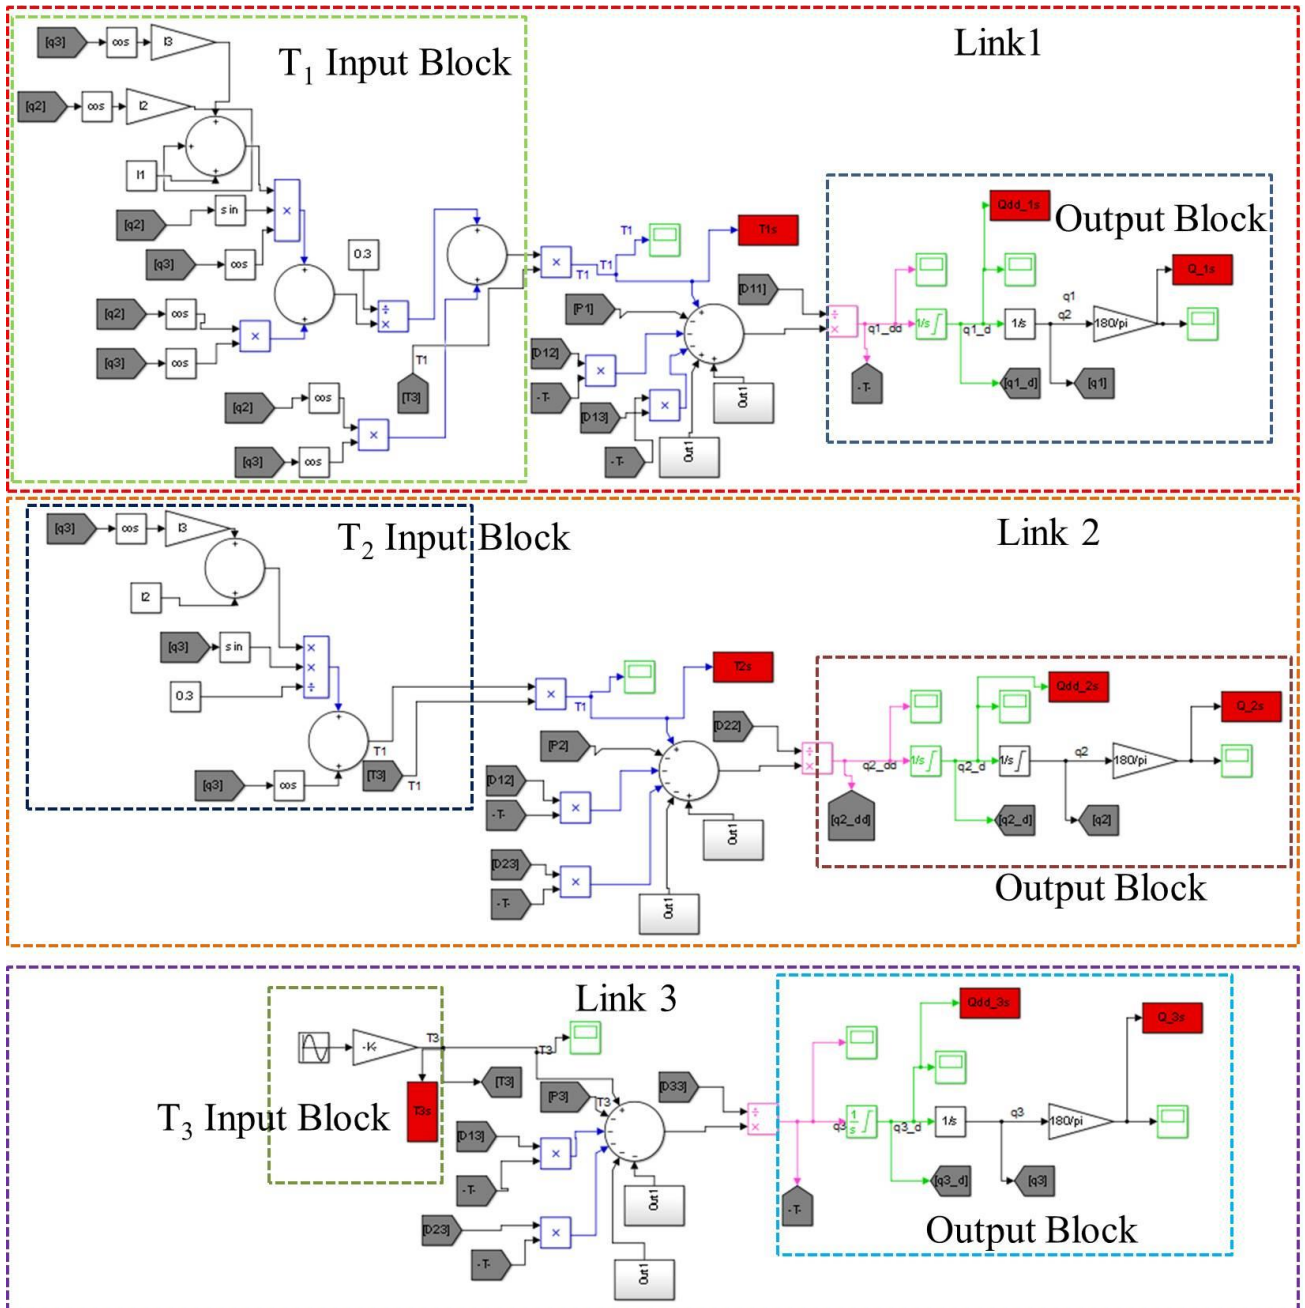 Link1
T1 Input Block
[q3]
cos
l3
[q2]
cos
l2
l1
[q2]
sin
×
[q3]
cos
0.3
[q2]
cos
×
[q3]
cos
÷
×
T1
[T3]
[q2]
cos
×
[q3]
cos
×
T1
T1
T1
T1s
[P1]
[D12]
-T-
×
[D13]
×
-T-
Out1
Out1
[D11]
÷
×
Output Block
Qdd_1s
Q_1s
q1_dd
1/s
q1_d
1/s
q1
q2
180/pi
-T-
[q1_d]
[q1]
Link 2
T2 Input Block
[q3]
cos
l3
l2
[q3]
sin
×
×
÷
0.3
T1
[T3]
T1
[q3]
cos
×
T1
T2s
[P2]
[D12]
-T-
×
[D23]
-T-
×
Out1
Out1
[D22]
÷
×
Qdd_2s
Q_2s
q2_dd
1/s
q2_d
1/s
q2
180/pi
[q2_dd]
[q2_d]
[q2]
Output Block
Link 3
T3 Input Block
-K-
T3
T3s
[T3]
T3
[P3]
T3
[D13]
-T-
×
[D23]
-T-
×
Out1
Out1
[D33]
÷
×
Qdd_3s
Q_3s
1
s
q3_d
1/s
q3
180/pi
-T-
[q3_d]
[q3]
Output Block